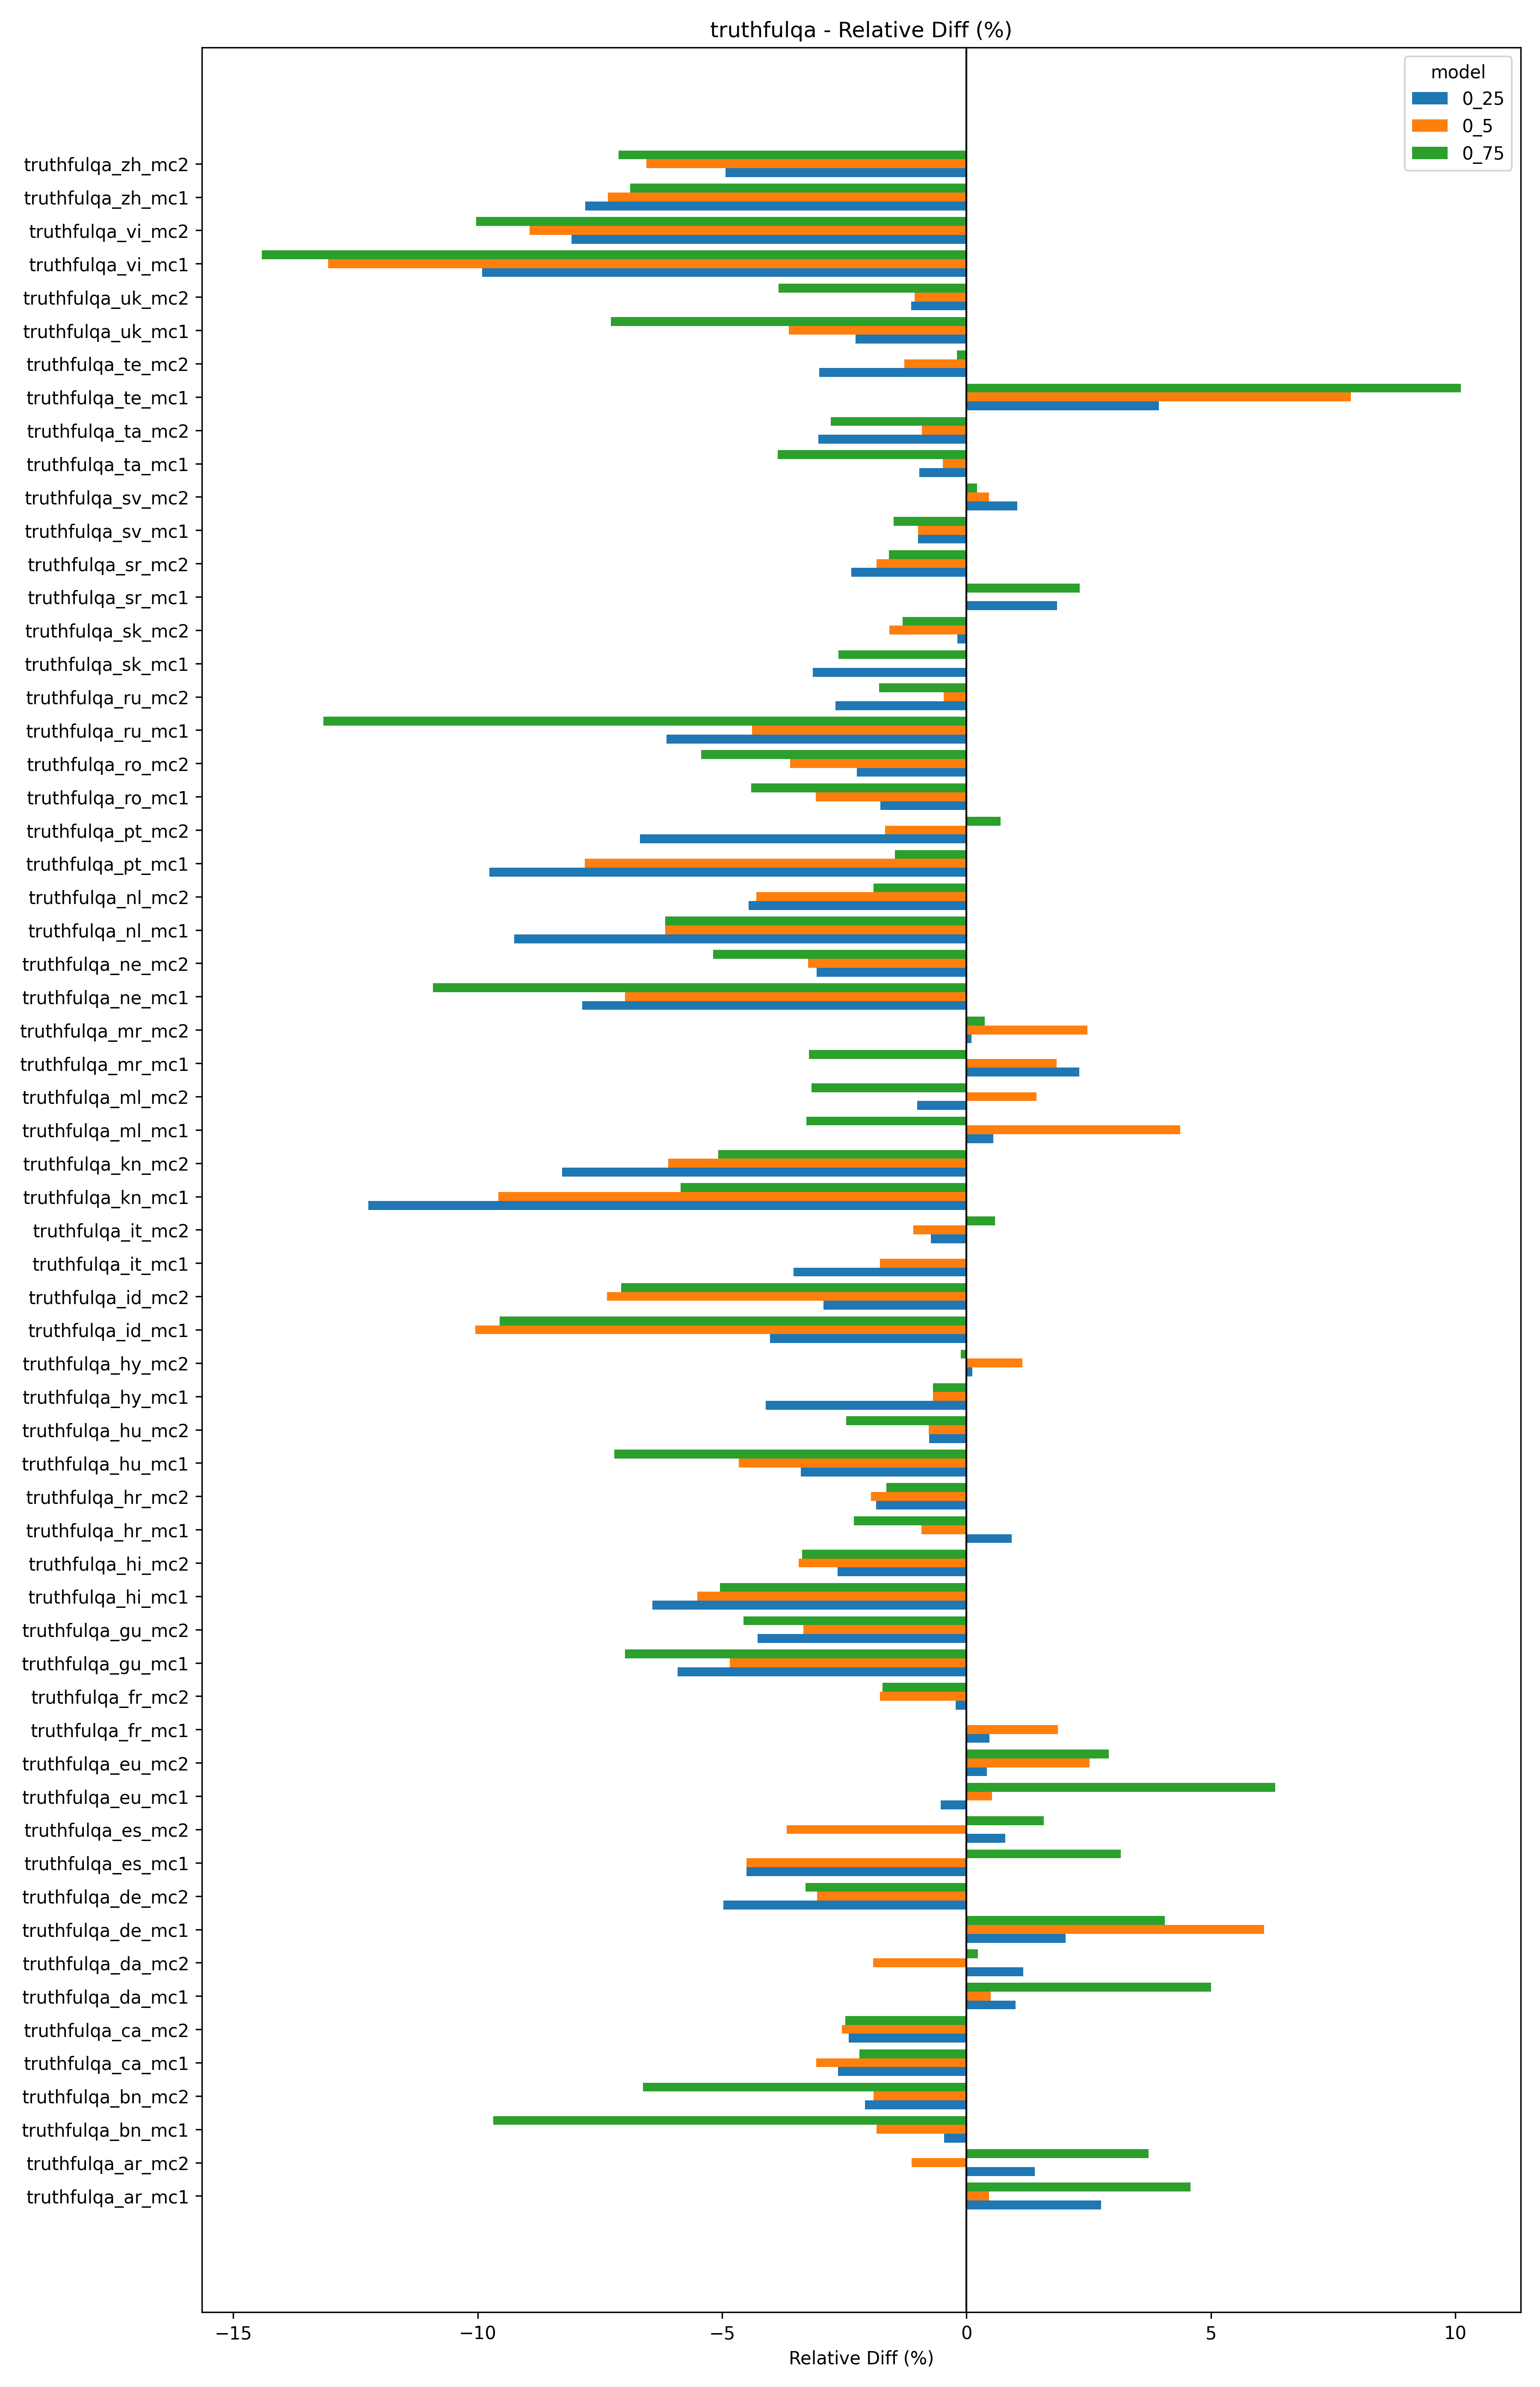 truthfulqa - Relative Diff (%)
model
0_25
0_5
0_75
truthfulqa_zh_mc2
truthfulqa_zh_mc1
truthfulqa_vi_mc2
truthfulqa_vi_mc1
truthfulqa_uk_mc2
truthfulqa_uk_mc1
truthfulqa_te_mc2
truthfulqa_te_mc1
truthfulqa_ta_mc2
truthfulqa_ta_mc1
truthfulqa_sv_mc2
truthfulqa_sv_mc1
truthfulqa_sr_mc2
truthfulqa_sr_mc1
truthfulqa_sk_mc2
truthfulqa_sk_mc1
truthfulqa_ru_mc2
truthfulqa_ru_mc1
truthfulqa_ro_mc2
truthfulqa_ro_mc1
truthfulqa_pt_mc2
truthfulqa_pt_mc1
truthfulqa_nl_mc2
truthfulqa_nl_mc1
truthfulqa_ne_mc2
truthfulqa_ne_mc1
truthfulqa_mr_mc2
truthfulqa_mr_mc1
truthfulqa_ml_mc2
truthfulqa_ml_mc1
truthfulqa_kn_mc2
truthfulqa_kn_mc1
truthfulqa_it_mc2
truthfulqa_it_mc1
truthfulqa_id_mc2
truthfulqa_id_mc1
truthfulqa_hy_mc2
truthfulqa_hy_mc1
truthfulqa_hu_mc2
truthfulqa_hu_mc1
truthfulqa_hr_mc2
truthfulqa_hr_mc1
truthfulqa_hi_mc2
truthfulqa_hi_mc1
truthfulqa_gu_mc2
truthfulqa_gu_mc1
truthfulqa_fr_mc2
truthfulqa_fr_mc1
truthfulqa_eu_mc2
truthfulqa_eu_mc1
truthfulqa_es_mc2
truthfulqa_es_mc1
truthfulqa_de_mc2
truthfulqa_de_mc1
truthfulqa_da_mc2
truthfulqa_da_mc1
truthfulqa_ca_mc2
truthfulqa_ca_mc1
truthfulqa_bn_mc2
truthfulqa_bn_mc1
truthfulqa_ar_mc2
truthfulqa_ar_mc1
−15 −10 −5 0 5 10
Relative Diff (%)